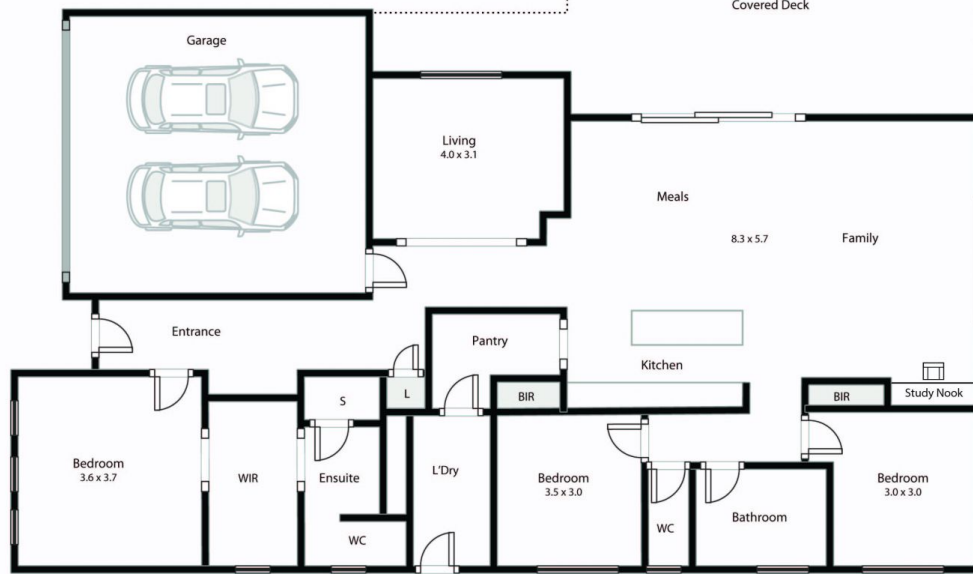 Covered Deck
Garage
Living
4.0 x 3.1
Meals
8.3 x 5.7
Family
Entrance
Pantry
Kitchen
S
L
BIR
BIR
Study Nook
Bedroom
3.6 x 3.7
WIR
Ensuite
L'Dry
Bedroom
3.5 x 3.0
Bedroom
3.0 x 3.0
WC
WC
Bathroom